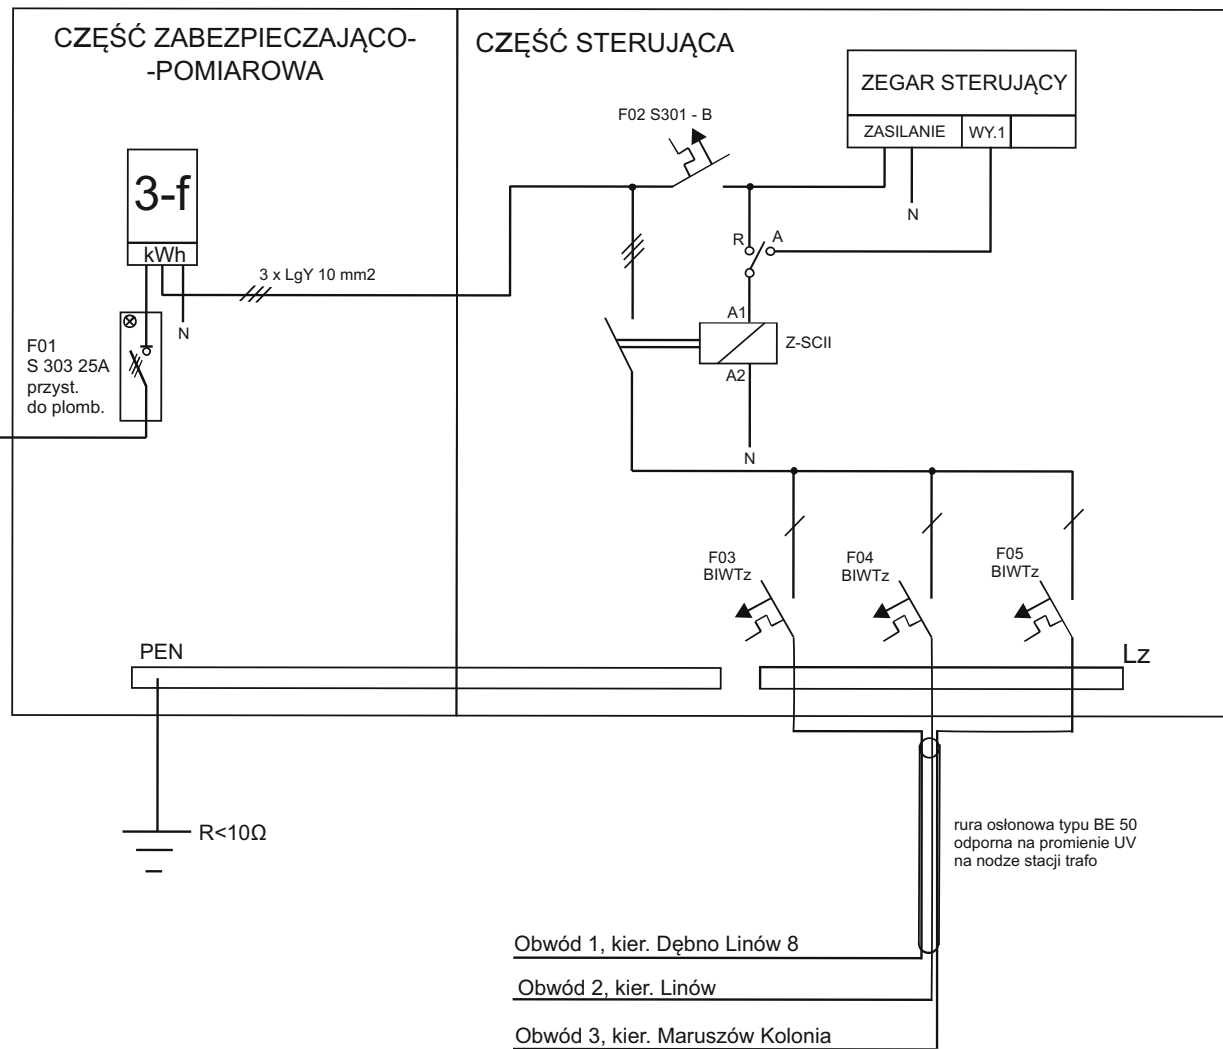 CZĘŚĆ ZABEZPIECZAJĄCO-
-POMIAROWA
CZĘŚĆ STERUJĄCA
ZEGAR STERUJĄCY
ZASILANIE
WY.1
F02 S301 - B
N
3-f
kWh
3 x LgY 10 mm2
N
R
A
A1
Z-SCII
A2
N
F01
S 303 25A
przyst.
do plomb.
F03
BIWTz
F04
BIWTz
F05
BIWTz
PEN
Lz
R<10Ω
rura osłonowa typu BE 50
odporna na promienie UV
na nodze stacji trafo
Obwód 1, kier. Dębno Linów 8
Obwód 2, kier. Linów
Obwód 3, kier. Maruszów Kolonia